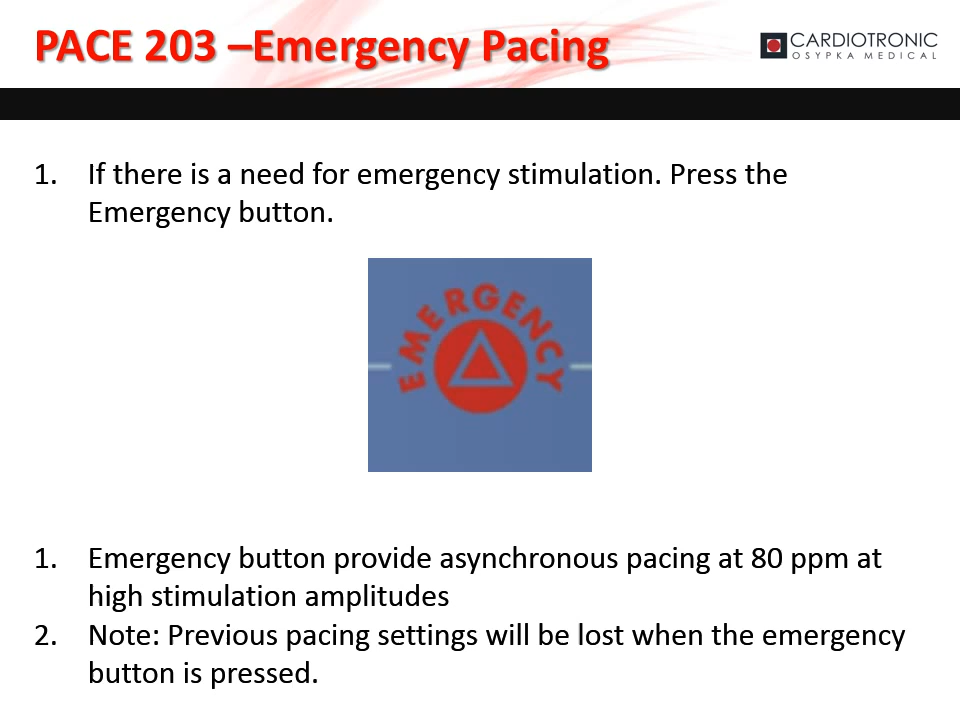 PACE 203 –Emergency Pacing
CARDIOTRONIC
OSYPKA MEDICAL
1. If there is a need for emergency stimulation. Press the
Emergency button.
EMERGENCY
1. Emergency button provide asynchronous pacing at 80 ppm at
high stimulation amplitudes
2. Note: Previous pacing settings will be lost when the emergency
button is pressed.